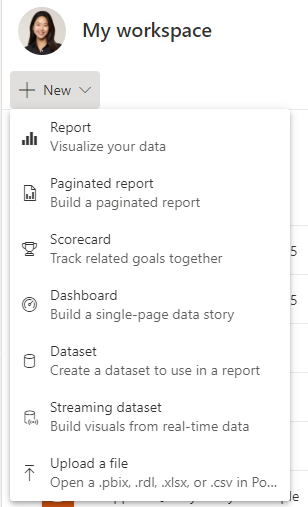 My workspace
New
Report
Visualize your data
Paginated report
Build a paginated report
Scorecard
Track related goals together
5
Dashboard
Build a single-page data story
5
Dataset
Create a dataset to use in a report
Streaming dataset
Build visuals from real-time data
Upload a file
Open a .pbix, .rdl, .xlsx, or .csv in Po...